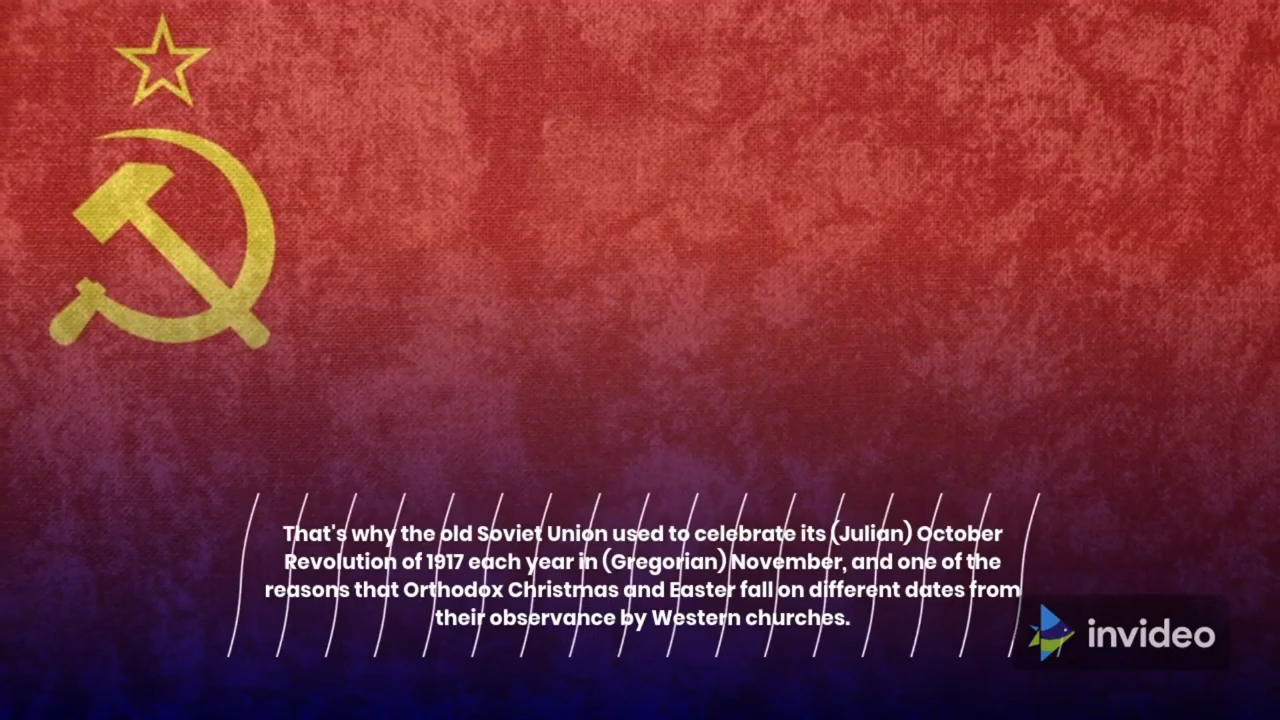 That's why the old Soviet Union used to celebrate its (Julian) October
Revolution of 1917 each year in (Gregorian) November, and one of the
reasons that Orthodox Christmas and Easter fall on different dates from
their observance by Western churches.
invideo